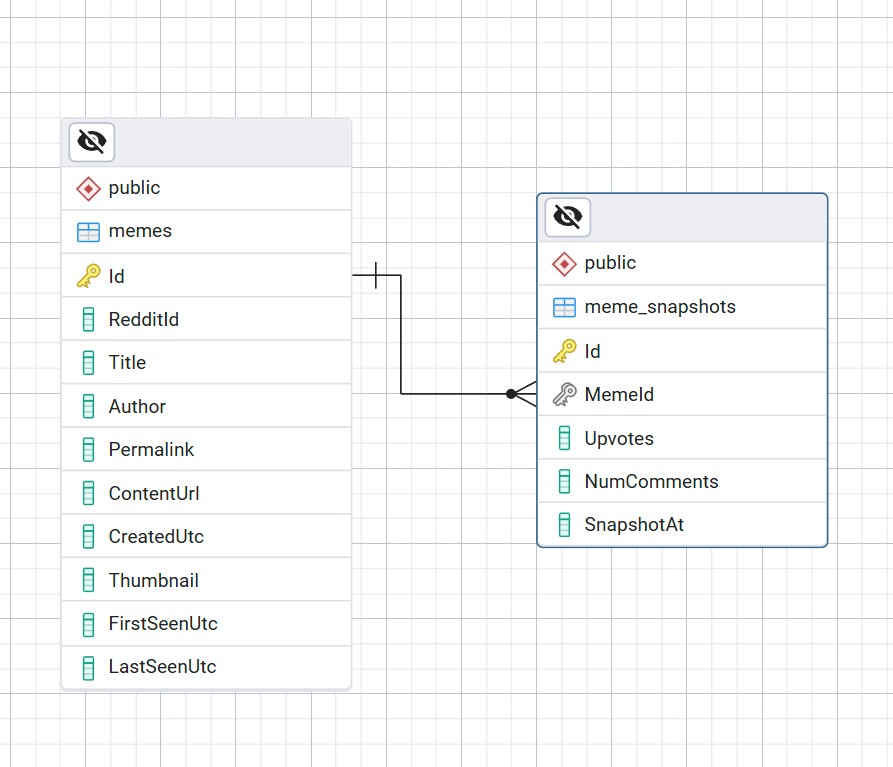 public
memes
Id
RedditId
Title
Author
Permalink
ContentUrl
CreatedUtc
Thumbnail
FirstSeenUtc
LastSeenUtc
public
meme_snapshots
Id
MemeId
Upvotes
NumComments
SnapshotAt